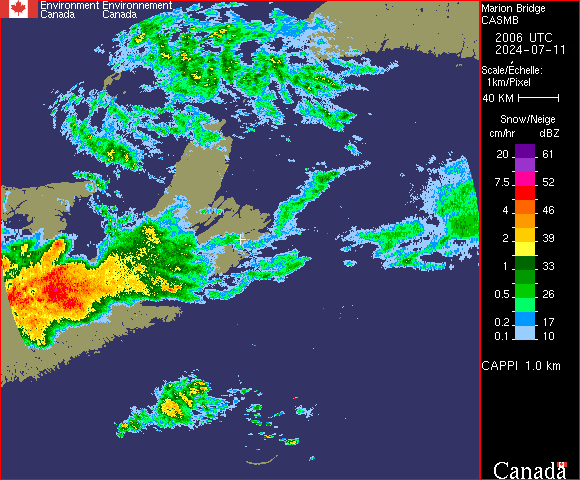 Environment Environnement
Canada Canada
Marion Bridge
CASMB
2006 UTC
2024-07-11
Scale/Échelle:
1km/Pixel
40 KM
Snow/Neige
cm/hr dBZ
20 61
7.5 52
4 46
2 39
1 33
0.5 26
0.2 17
0.1 10
CAPPI 1.0 km
Canada